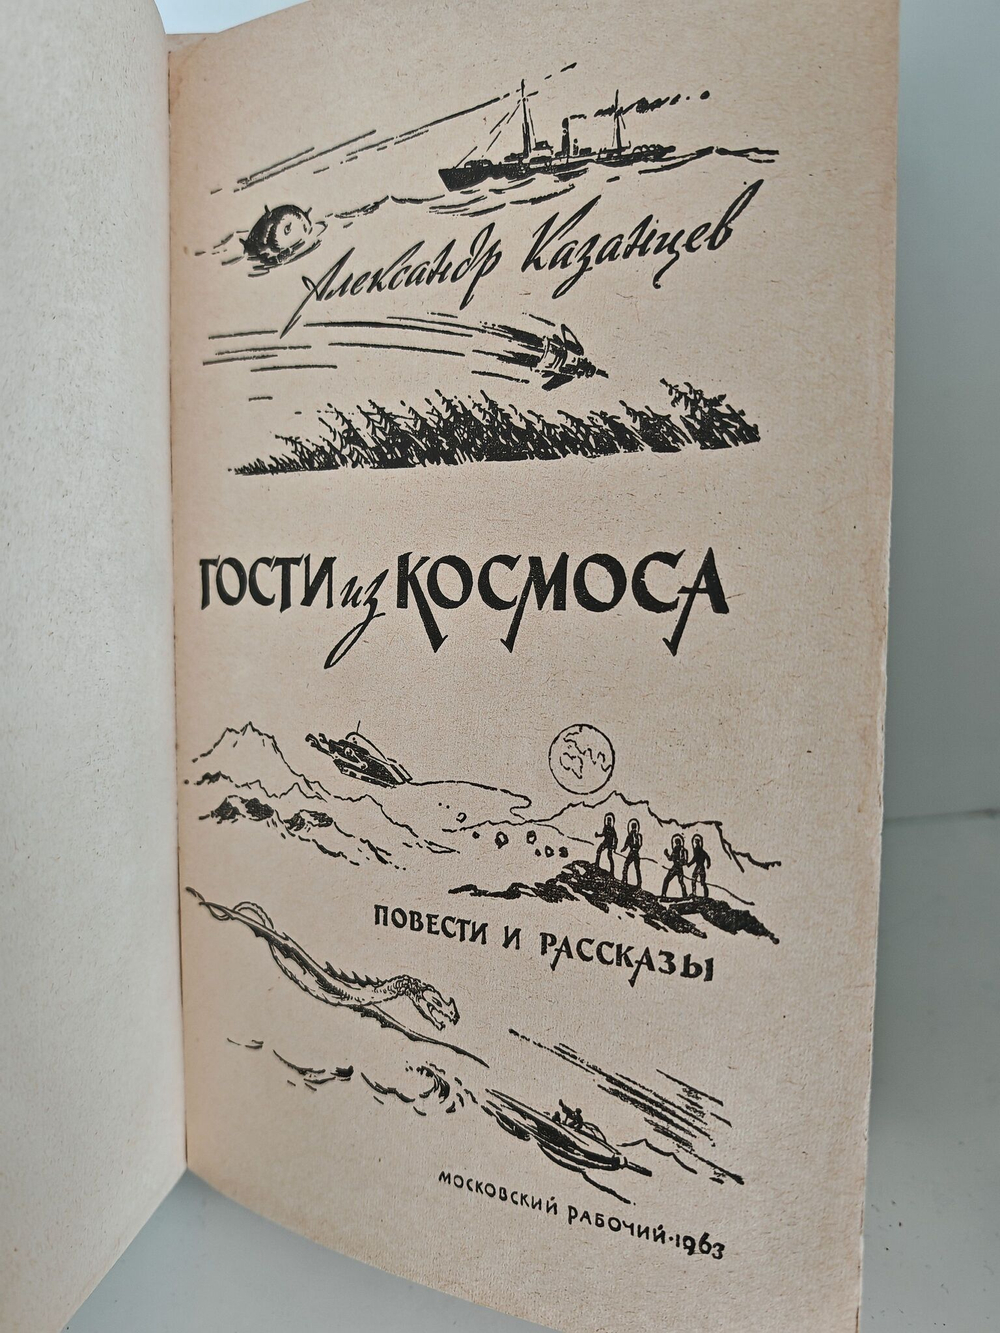 Александр Казанцев
ГОСТИ из КОСМОСА
ПОВЕСТИ И РАССКАЗЫ
МОСКОВСКИЙ РАБОЧИЙ·1963